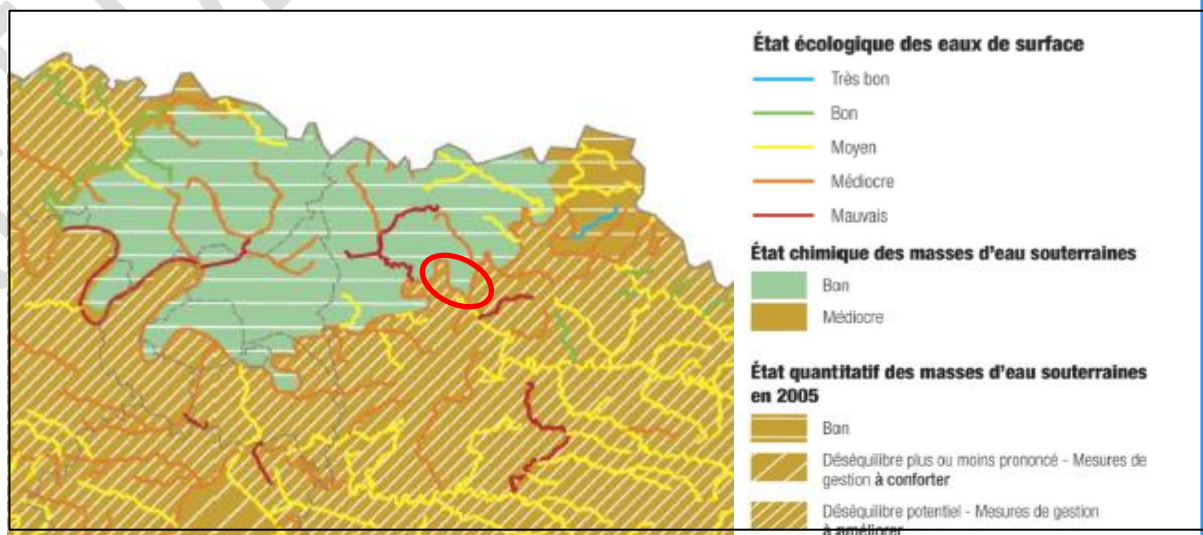 État écologique des eaux de surface
Très bon
Bon
Moyen
Médiocre
Mauvais
État chimique des masses d'eau souterraines
Bon
Médiocre
État quantitatif des masses d'eau souterraines
en 2005
Bon
Déséquilibre plus ou moins prononcé - Mesures de
gestion à conforter
Déséquilibre potentiel - Mesures de gestion
à améliorer